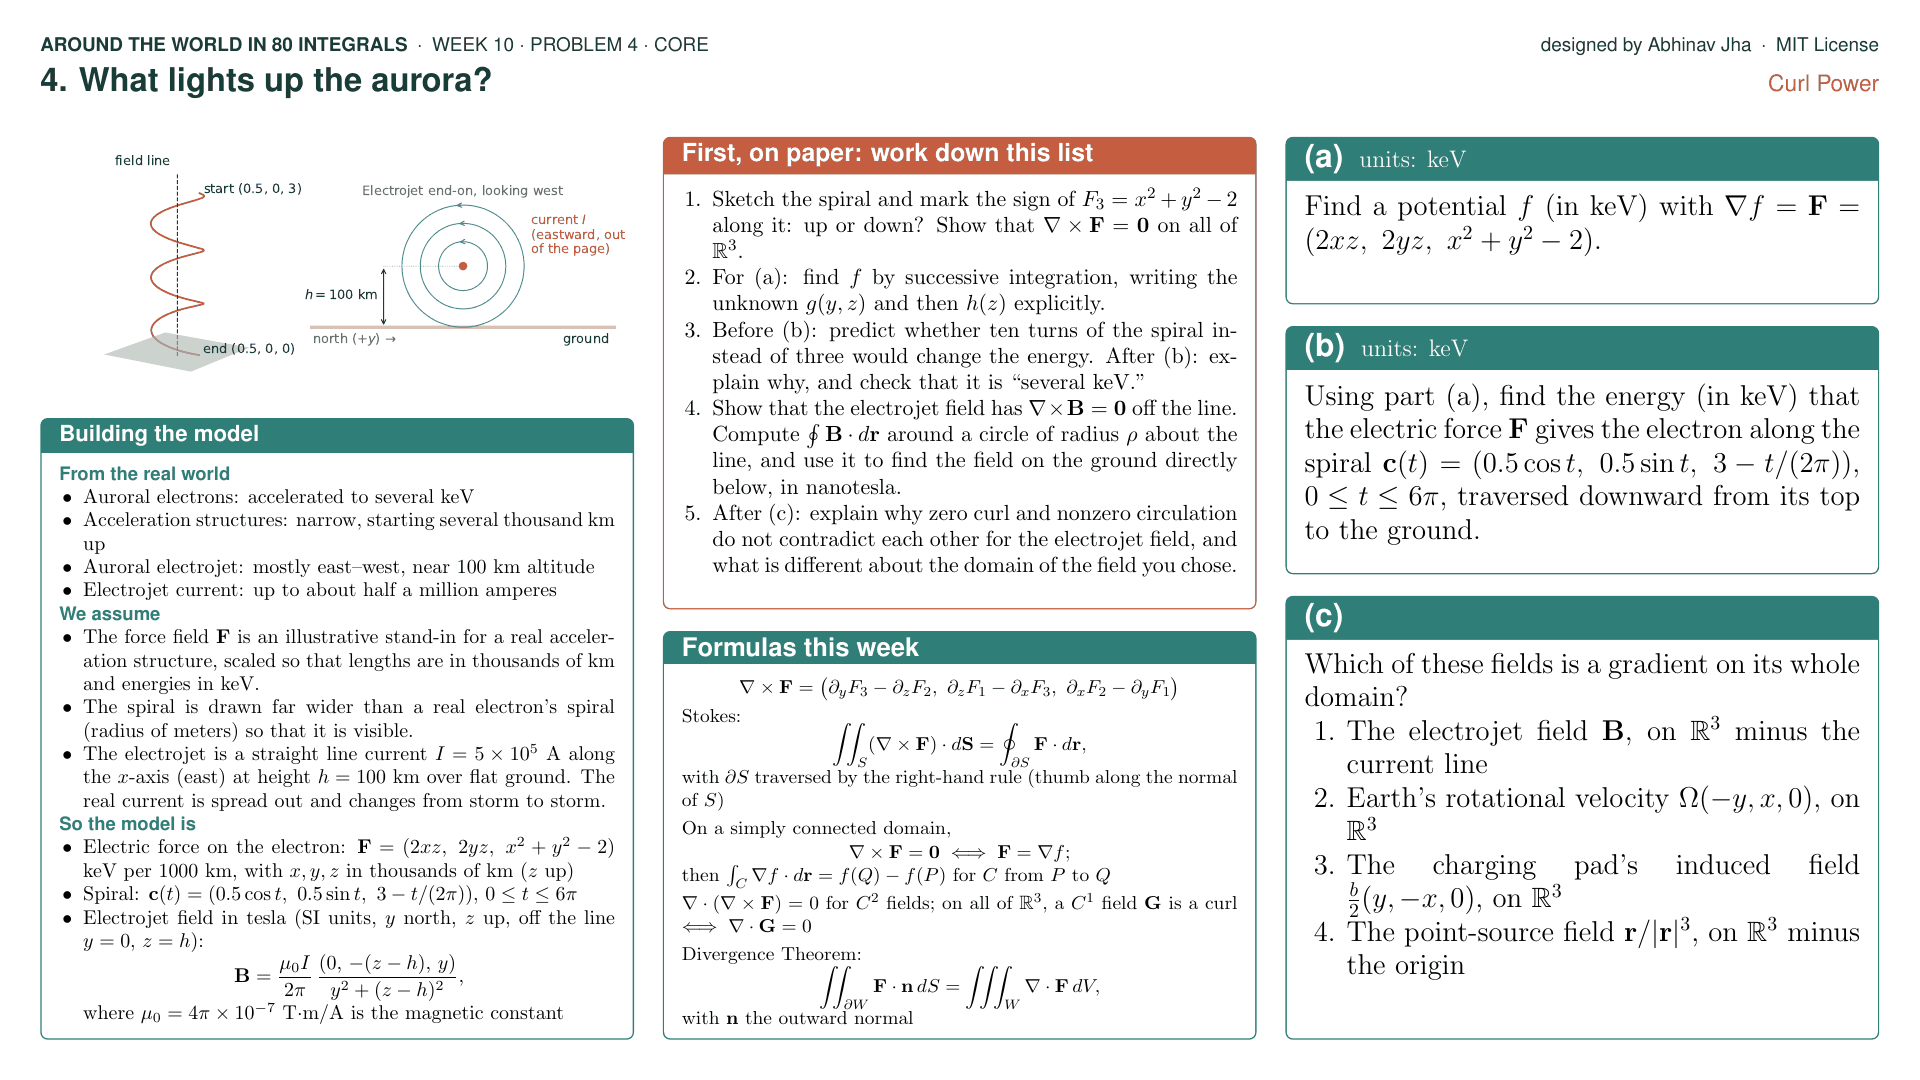 AROUND THE WORLD IN 80 INTEGRALS · WEEK 10 · PROBLEM 4 · CORE
designed by Abhinav Jha · MIT License
4. What lights up the aurora?
Curl Power
field line
start (0.5, 0, 3)
end (0.5, 0, 0)
Electrojet end-on, looking west
current I
(eastward, out
of the page)
h = 100 km
north (+y) →
ground
Building the model
From the real world
• Auroral electrons: accelerated to several keV
• Acceleration structures: narrow, starting several thousand km
up
• Auroral electrojet: mostly east–west, near 100 km altitude
• Electrojet current: up to about half a million amperes
We assume
• The force field F is an illustrative stand-in for a real acceler-
ation structure, scaled so that lengths are in thousands of km
and energies in keV.
• The spiral is drawn far wider than a real electron's spiral
(radius of meters) so that it is visible.
• The electrojet is a straight line current I = 5 × 10⁵ A along
the x-axis (east) at height h = 100 km over flat ground. The
real current is spread out and changes from storm to storm.
So the model is
• Electric force on the electron: F = (2xz, 2yz, x² + y² − 2)
keV per 1000 km, with x, y, z in thousands of km (z up)
• Spiral: c(t) = (0.5 cos t, 0.5 sin t, 3 − t/(2π)), 0 ≤ t ≤ 6π
• Electrojet field in tesla (SI units, y north, z up, off the line
y = 0, z = h):
B = μ₀I/2π (0, −(z − h), y)/(y² + (z − h)²),
where μ₀ = 4π × 10⁻⁷ T·m/A is the magnetic constant
First, on paper: work down this list
1. Sketch the spiral and mark the sign of F₃ = x² + y² − 2
along it: up or down? Show that ∇ × F = 0 on all of
ℝ³.
2. For (a): find f by successive integration, writing the
unknown g(y, z) and then h(z) explicitly.
3. Before (b): predict whether ten turns of the spiral in-
stead of three would change the energy. After (b): ex-
plain why, and check that it is “several keV.”
4. Show that the electrojet field has ∇ × B = 0 off the line.
Compute ∮ B · dr around a circle of radius ρ about the
line, and use it to find the field on the ground directly
below, in nanotesla.
5. After (c): explain why zero curl and nonzero circulation
do not contradict each other for the electrojet field, and
what is different about the domain of the field you chose.
Formulas this week
∇ × F = (∂yF₃ − ∂zF₂, ∂zF₁ − ∂xF₃, ∂xF₂ − ∂yF₁)
Stokes:
∬_S (∇ × F) · dS = ∮_∂S F · dr,
with ∂S traversed by the right-hand rule (thumb along the normal
of S)
On a simply connected domain,
∇ × F = 0 ⟺ F = ∇f;
then ∫_C ∇f · dr = f(Q) − f(P) for C from P to Q
∇ · (∇ × F) = 0 for C² fields; on all of ℝ³, a C¹ field G is a curl
⟺ ∇ · G = 0
Divergence Theorem:
∬_∂W F · n dS = ∭_W ∇ · F dV,
with n the outward normal
(a) units: keV
Find a potential f (in keV) with ∇f = F =
(2xz, 2yz, x² + y² − 2).
(b) units: keV
Using part (a), find the energy (in keV) that
the electric force F gives the electron along the
spiral c(t) = (0.5 cos t, 0.5 sin t, 3 − t/(2π)),
0 ≤ t ≤ 6π, traversed downward from its top
to the ground.
(c)
Which of these fields is a gradient on its whole
domain?
1. The electrojet field B, on ℝ³ minus the
current line
2. Earth's rotational velocity Ω(−y, x, 0), on
ℝ³
3. The charging pad's induced field
b/2(y, −x, 0), on ℝ³
4. The point-source field r/|r|³, on ℝ³ minus
the origin